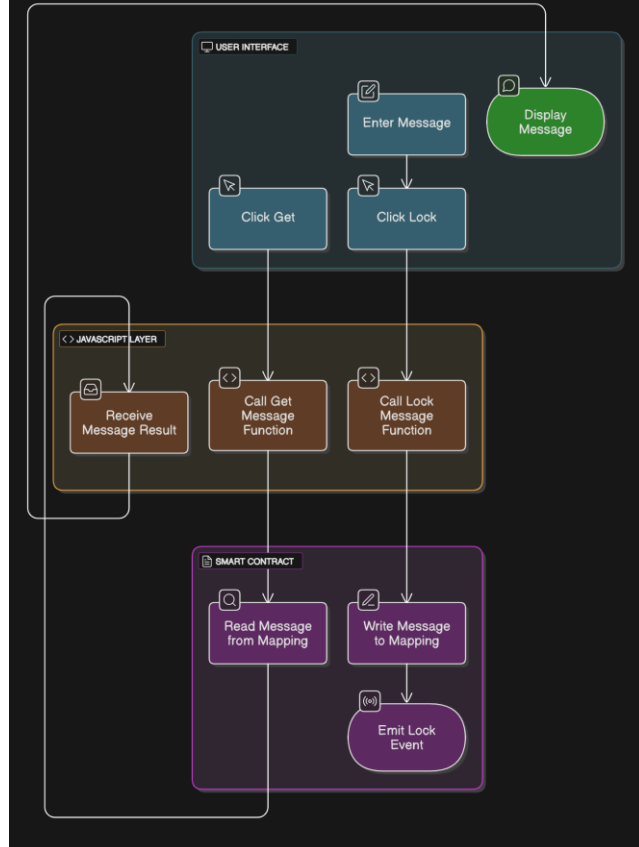 USER INTERFACE
Enter Message
Display
Message
Click Get
Click Lock
<> JAVASCRIPT LAYER
Receive
Message Result
Call Get
Message
Function
Call Lock
Message
Function
SMART CONTRACT
Read Message
from Mapping
Write Message
to Mapping
Emit Lock
Event